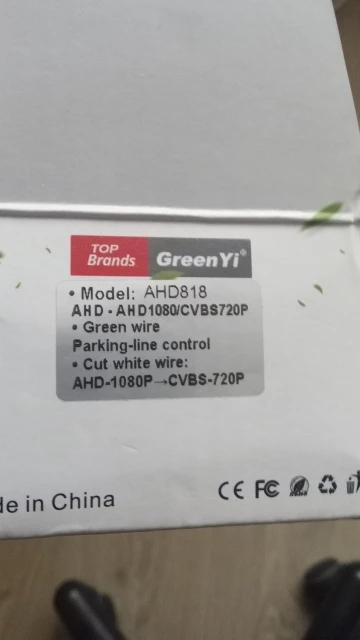 TOP
Brands
GreenYi®
• Model: AHD818
AHD - AHD1080/CVBS720P
• Green wire
Parking-line control
• Cut white wire:
AHD-1080P→CVBS-720P
de in China
CE FC